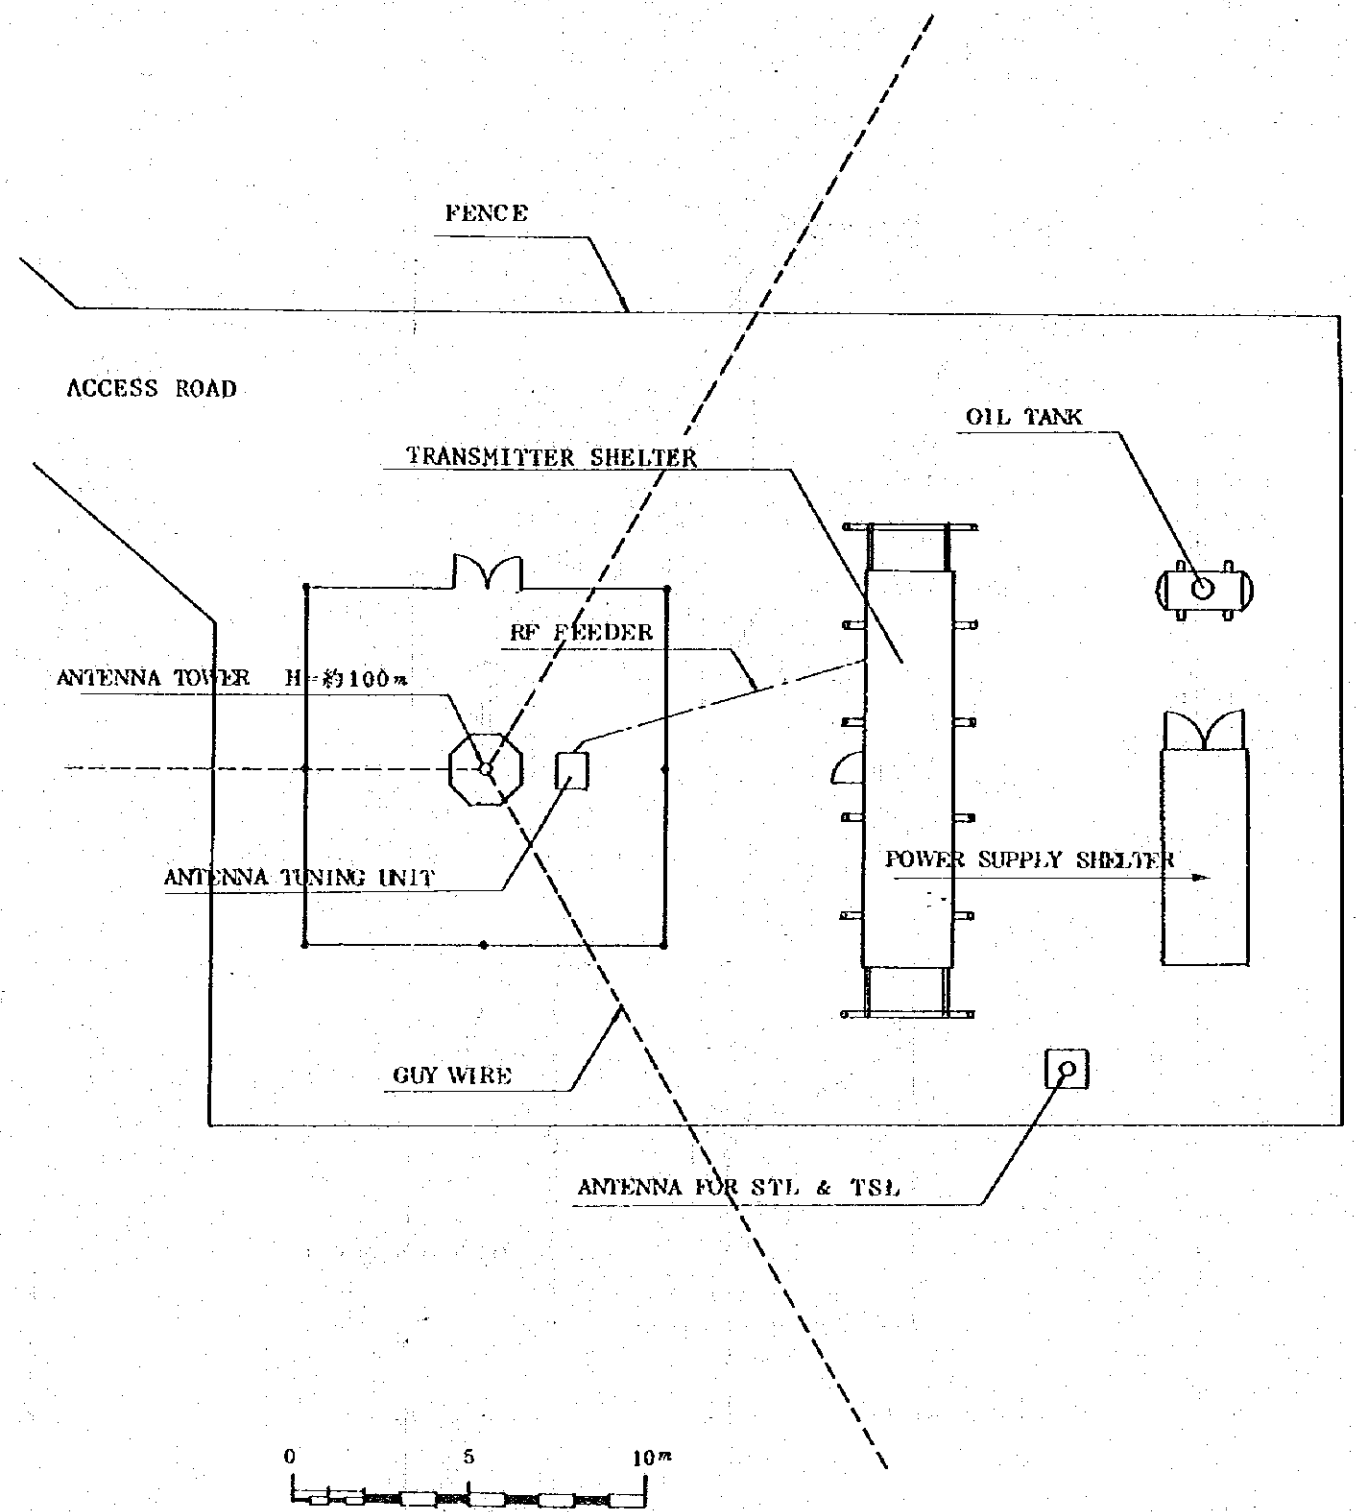 FENCE
ACCESS ROAD
OIL TANK
TRANSMITTER SHELTER
RF FEEDER
ANTENNA TOWER H=約100m
POWER SUPPLY SHELTER
ANTENNA TUNING UNIT
GUY WIRE
ANTENNA FOR STL & TSL
0 5 10m